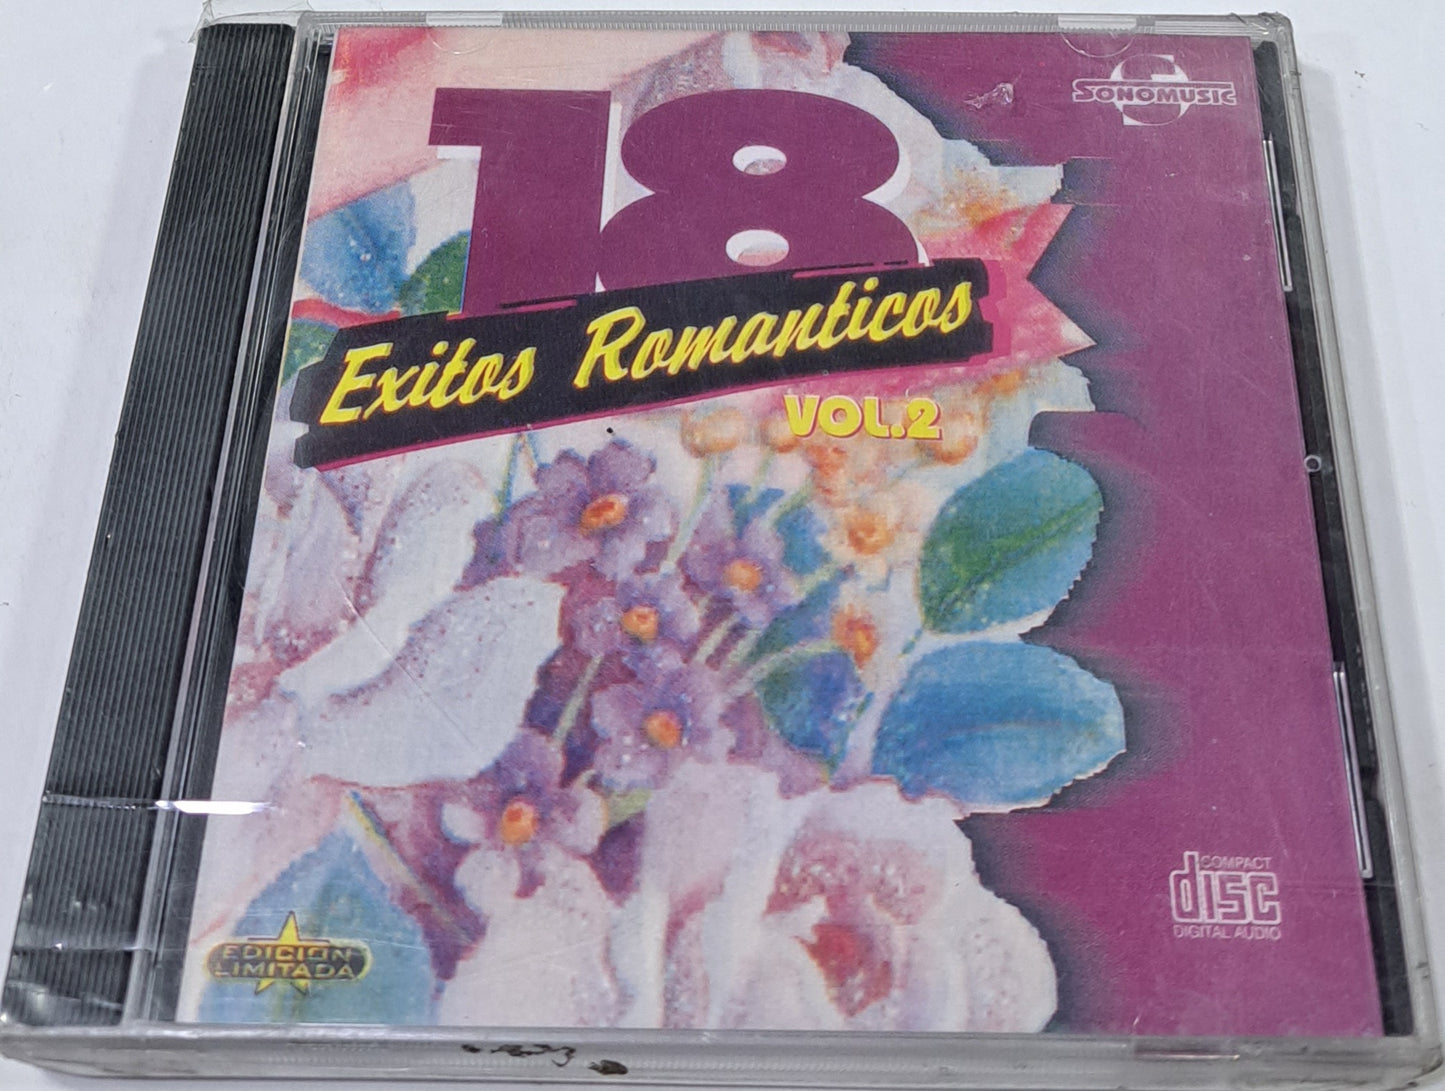 SONOMUSIC
18
Exitos Romanticos
VOL.2
COMPACT
disc
DIGITAL AUDIO
EDICION
LIMITADA